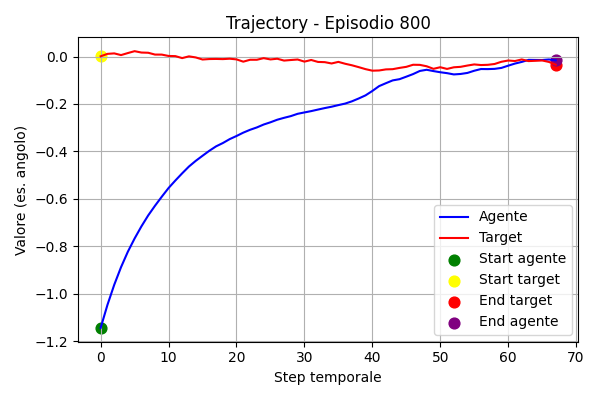 Trajectory - Episodio 800
Valore (es. angolo)
0.0
−0.2
−0.4
−0.6
−0.8
−1.0
−1.2
0 10 20 30 40 50 60 70
Step temporale
Agente
Target
Start agente
Start target
End target
End agente